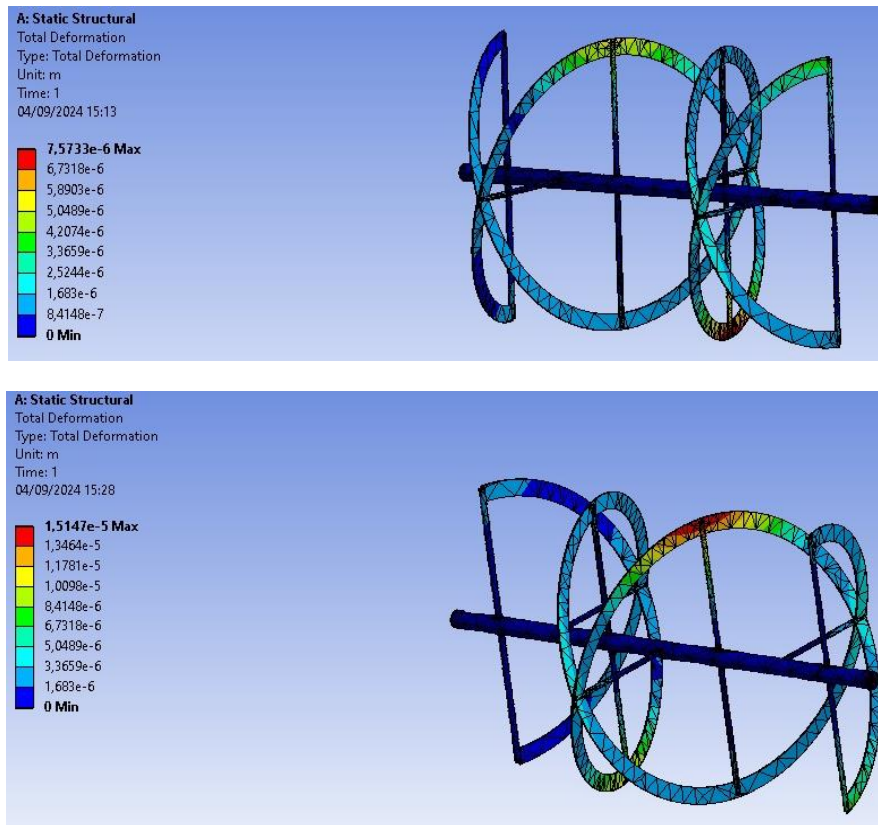 A: Static Structural
Total Deformation
Type: Total Deformation
Unit: m
Time: 1
04/09/2024 15:13
7,5733e-6 Max
6,7318e-6
5,8903e-6
5,0489e-6
4,2074e-6
3,3659e-6
2,5244e-6
1,683e-6
8,4148e-7
0 Min
A: Static Structural
Total Deformation
Type: Total Deformation
Unit: m
Time: 1
04/09/2024 15:28
1,5147e-5 Max
1,3464e-5
1,1781e-5
1,0098e-5
8,4148e-6
6,7318e-6
5,0489e-6
3,3659e-6
1,683e-6
0 Min